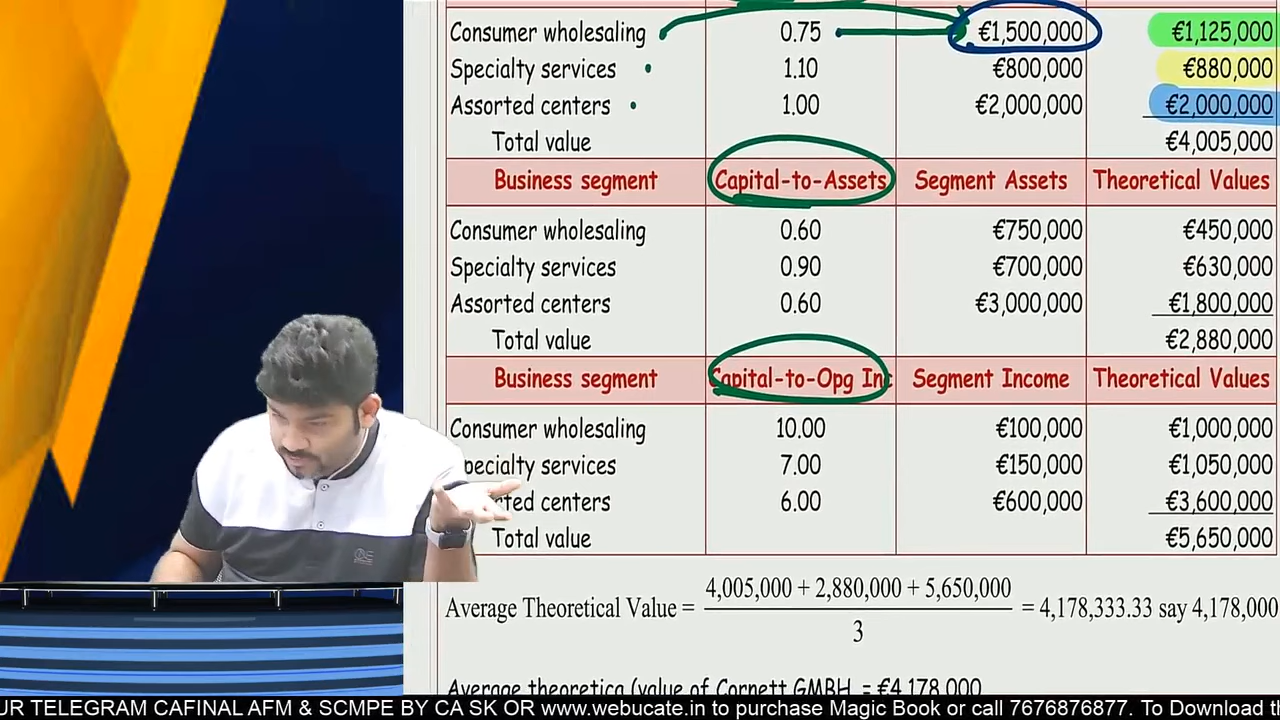 Consumer wholesaling 0.75 €1,500,000 €1,125,000
Specialty services 1.10 €800,000 €880,000
Assorted centers 1.00 €2,000,000 €2,000,000
Total value €4,005,000
Business segment Capital-to-Assets Segment Assets Theoretical Values
Consumer wholesaling 0.60 €750,000 €450,000
Specialty services 0.90 €700,000 €630,000
Assorted centers 0.60 €3,000,000 €1,800,000
Total value €2,880,000
Business segment Capital-to-Opg Inc Segment Income Theoretical Values
Consumer wholesaling 10.00 €100,000 €1,000,000
pecialty services 7.00 €150,000 €1,050,000
rted centers 6.00 €600,000 €3,600,000
Total value €5,650,000
Average Theoretical Value = 4,005,000 + 2,880,000 + 5,650,000 / 3 = 4,178,333.33 say 4,178,000
Average theoretica (value of Cornett GMBH = €4,178,000
UR TELEGRAM CAFINAL AFM & SCMPE BY CA SK OR www.webucate.in to purchase Magic Book or call 7676876877. To Download t